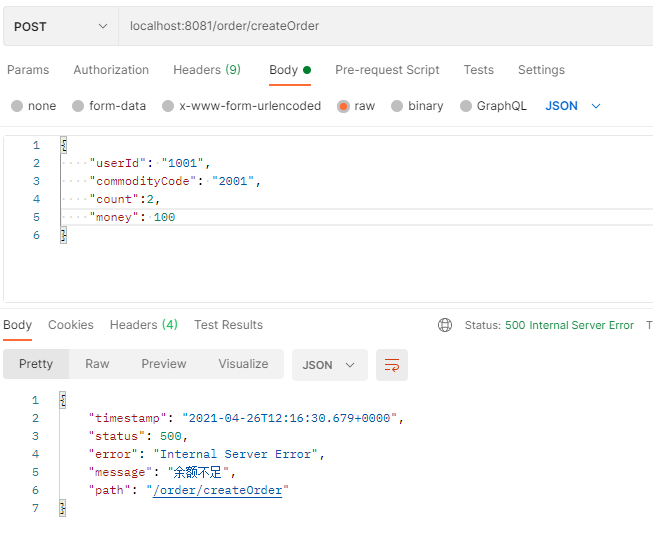 POST localhost:8081/order/createOrder
Params Authorization Headers (9) Body Pre-request Script Tests Settings
none form-data x-www-form-urlencoded raw binary GraphQL JSON
1 {
2 "userId": "1001",
3 "commodityCode": "2001",
4 "count":2,
5 "money": 100
6 }
Body Cookies Headers (4) Test Results Status: 500 Internal Server Error T
Pretty Raw Preview Visualize JSON
1 {
2 "timestamp": "2021-04-26T12:16:30.679+0000",
3 "status": 500,
4 "error": "Internal Server Error",
5 "message": "余额不足",
6 "path": "/order/createOrder"
7 }